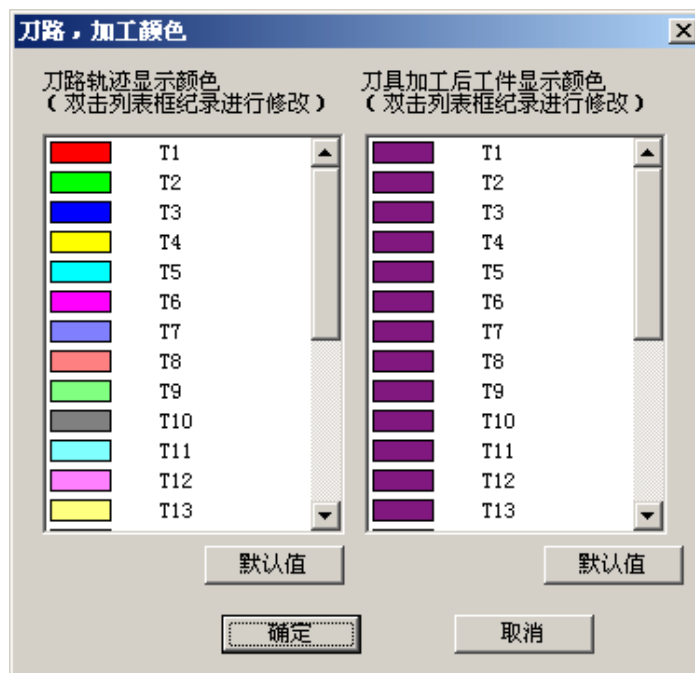 刀路，加工颜色
刀路轨迹显示颜色
（双击列表框纪录进行修改）
T1
T2
T3
T4
T5
T6
T7
T8
T9
T10
T11
T12
T13
默认值
刀具加工后工件显示颜色
（双击列表框纪录进行修改）
T1
T2
T3
T4
T5
T6
T7
T8
T9
T10
T11
T12
T13
默认值
确定
取消